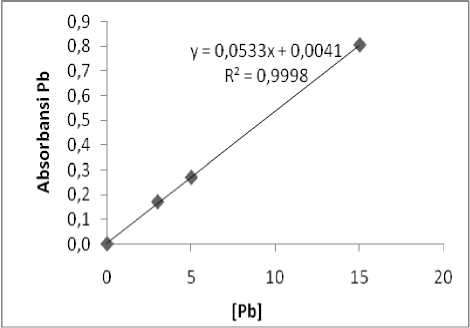 0,9
0,8
0,7
0,6
0,5
0,4
0,3
0,2
0,1
0,0
Absorbansi Pb
y = 0,0533x + 0,0041
R² = 0,9998
0 5 10 15 20
[Pb]